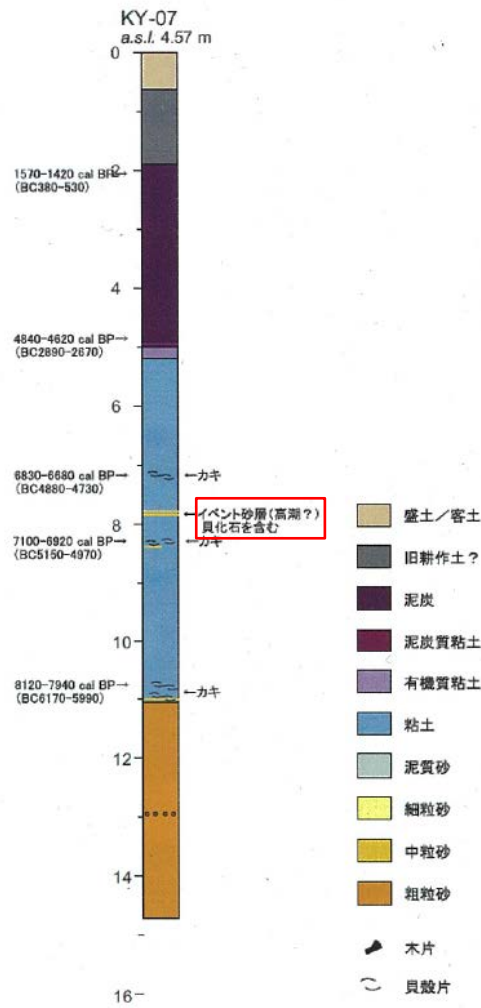 KY-07
a.s.l. 4.57 m
0
1570-1420 cal BP→
(BC380-530)
2
4
4840-4620 cal BP→
(BC2890-2670)
6
6830-6680 cal BP→
(BC4880-4730)
←カキ
←イベント砂層(高潮?)
貝化石を含む
8
7100-6920 cal BP→
(BC5150-4970)
←カキ
10
8120-7940 cal BP→
(BC6170-5990)
←カキ
12
14
16
盛土/客土
旧耕作土?
泥炭
泥炭質粘土
有機質粘土
粘土
泥質砂
細粒砂
中粒砂
粗粒砂
木片
貝殻片